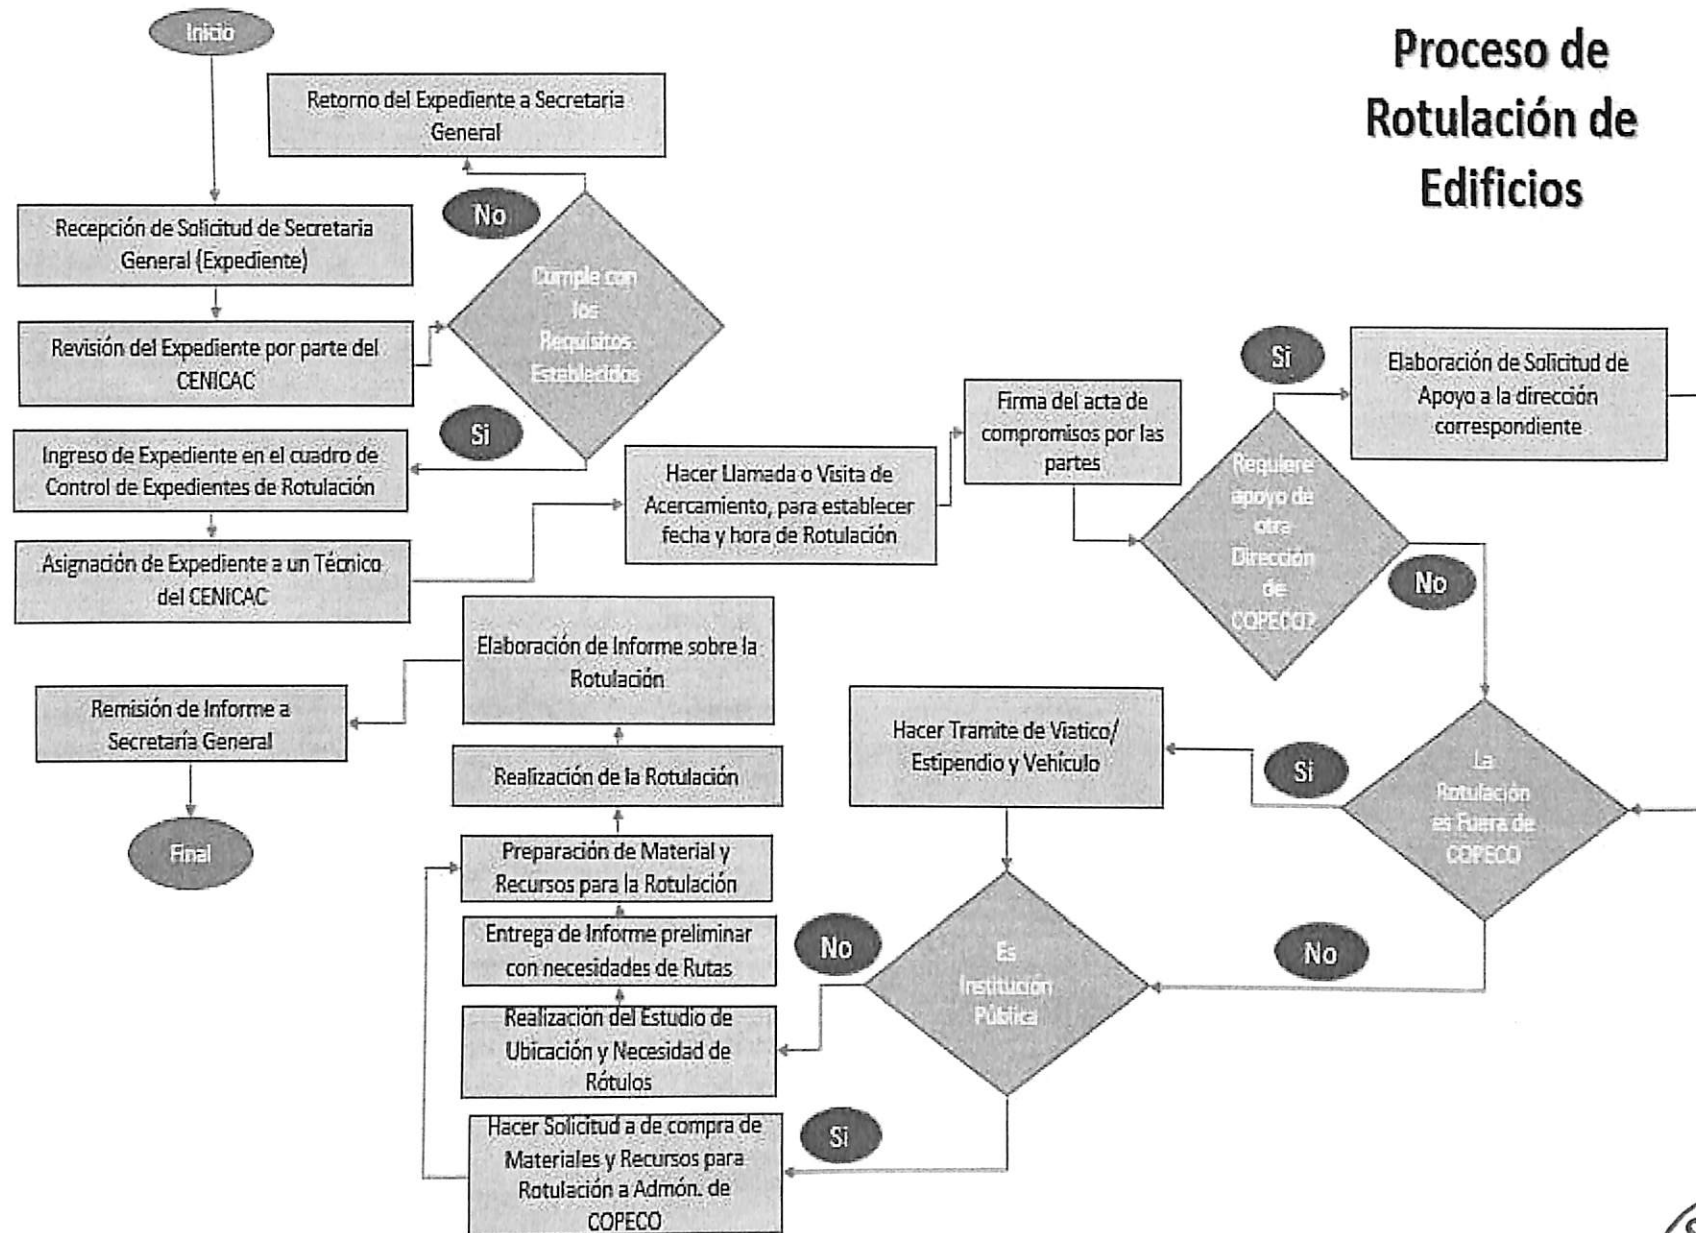 Proceso de
Rotulación de
Edificios
Inicio
Retorno del Expediente a Secretaria
General
No
Recepción de Solicitud de Secretaria
General (Expediente)
Cumple con
los
Requisitos
Establecidos
Revisión del Expediente por parte del
CENICAC
Si
Ingreso de Expediente en el cuadro de
Control de Expedientes de Rotulación
Asignación de Expediente a un Técnico
del CENICAC
Hacer Llamada o Visita de
Acercamiento, para establecer
fecha y hora de Rotulación
Firma del acta de
compromisos por las
partes
Requiere
apoyo de
otra
Dirección
de
COPECO?
Si
Elaboración de Solicitud de
Apoyo a la dirección
correspondiente
No
La
Rotulación
es Fuera de
COPECO
Si
Hacer Tramite de Viatico/
Estipendio y Vehículo
No
Es
Institución
Pública
No
Realización del Estudio de
Ubicación y Necesidad de
Rótulos
Entrega de Informe preliminar
con necesidades de Rutas
Si
Hacer Solicitud a de compra de
Materiales y Recursos para
Rotulación a Admón. de
COPECO
Preparación de Material y
Recursos para la Rotulación
Realización de la Rotulación
Elaboración de Informe sobre la
Rotulación
Remisión de Informe a
Secretaría General
Final